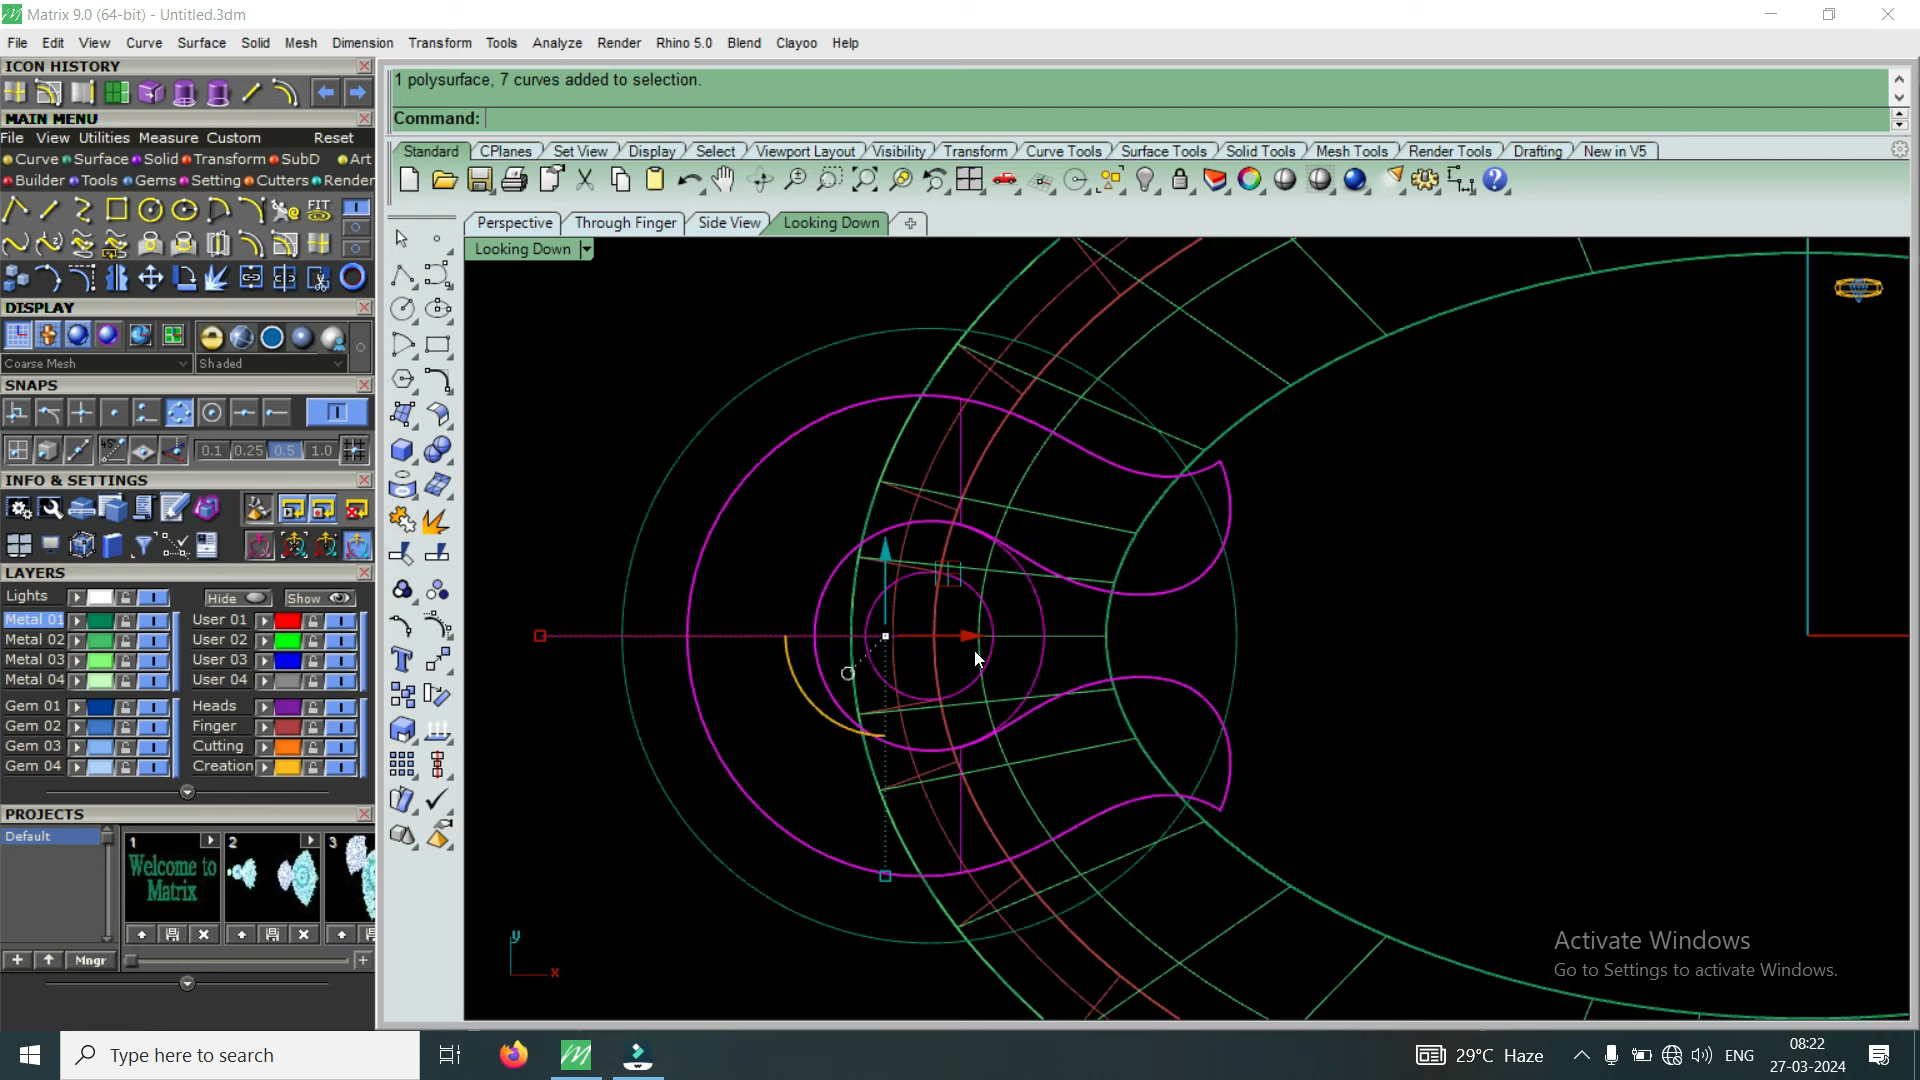 Matrix 9.0 (64-bit) - Untitled.3dm
File Edit View Curve Surface Solid Mesh Dimension Transform Tools Analyze Render Rhino 5.0 Blend Clayoo Help
ICON HISTORY
1 polysurface, 7 curves added to selection.
Command:
MAIN MENU
File View Utilities Measure Custom Reset
Curve Surface Solid Transform SubD Art
Builder Tools Gems Setting Cutters Render
Standard CPlanes Set View Display Select Viewport Layout Visibility Transform Curve Tools Surface Tools Solid Tools Mesh Tools Render Tools Drafting New in V5
FIT
Perspective Through Finger Side View Looking Down
Looking Down
DISPLAY
Coarse Mesh Shaded
SNAPS
0.1 0.25 0.5 1.0
INFO & SETTINGS
LAYERS
Lights Hide Show
Metal 01 User 01
Metal 02 User 02
Metal 03 User 03
Metal 04 User 04
Gem 01 Heads
Gem 02 Finger
Gem 03 Cutting
Gem 04 Creation
PROJECTS
Default
1 2 3
Welcome to
Matrix
Mngr
y
x
Activate Windows
Go to Settings to activate Windows.
Type here to search
29°C Haze
ENG
08:22
27-03-2024